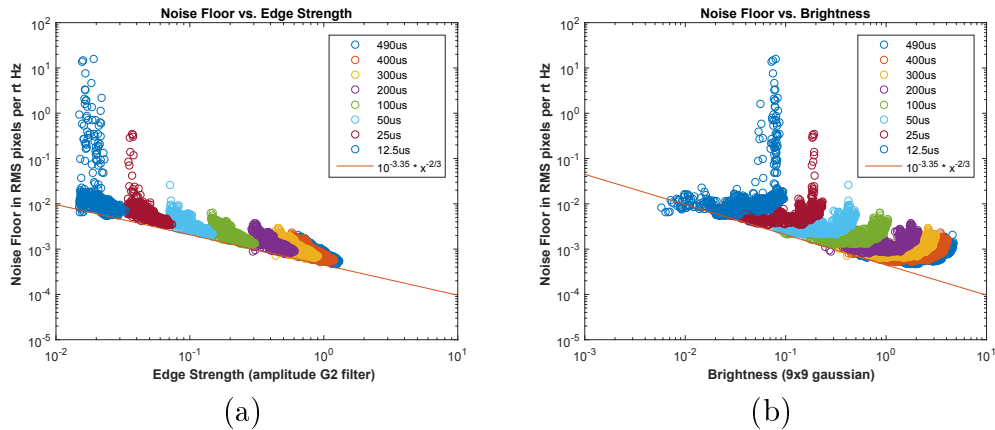 Noise Floor vs. Edge Strength
Noise Floor in RMS pixels per rt Hz
10^2
10^1
10^0
10^-1
10^-2
10^-3
10^-4
10^-5
490us
400us
300us
200us
100us
50us
25us
12.5us
10^-3.35 * x^-2/3
10^-2
10^-1
10^0
10^1
Edge Strength (amplitude G2 filter)
(a)
Noise Floor vs. Brightness
Noise Floor in RMS pixels per rt Hz
10^2
10^1
10^0
10^-1
10^-2
10^-3
10^-4
10^-5
490us
400us
300us
200us
100us
50us
25us
12.5us
10^-3.35 * x^-2/3
10^-3
10^-2
10^-1
10^0
10^1
Brightness (9x9 gaussian)
(b)